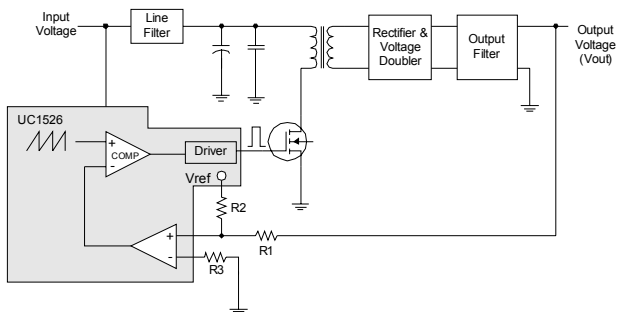 Input
Voltage
Line
Filter
Rectifier &
Voltage
Doubler
Output
Filter
Output
Voltage
(Vout)
UC1526
+
COMP
-
Driver
Vref
R2
R1
+
-
R3